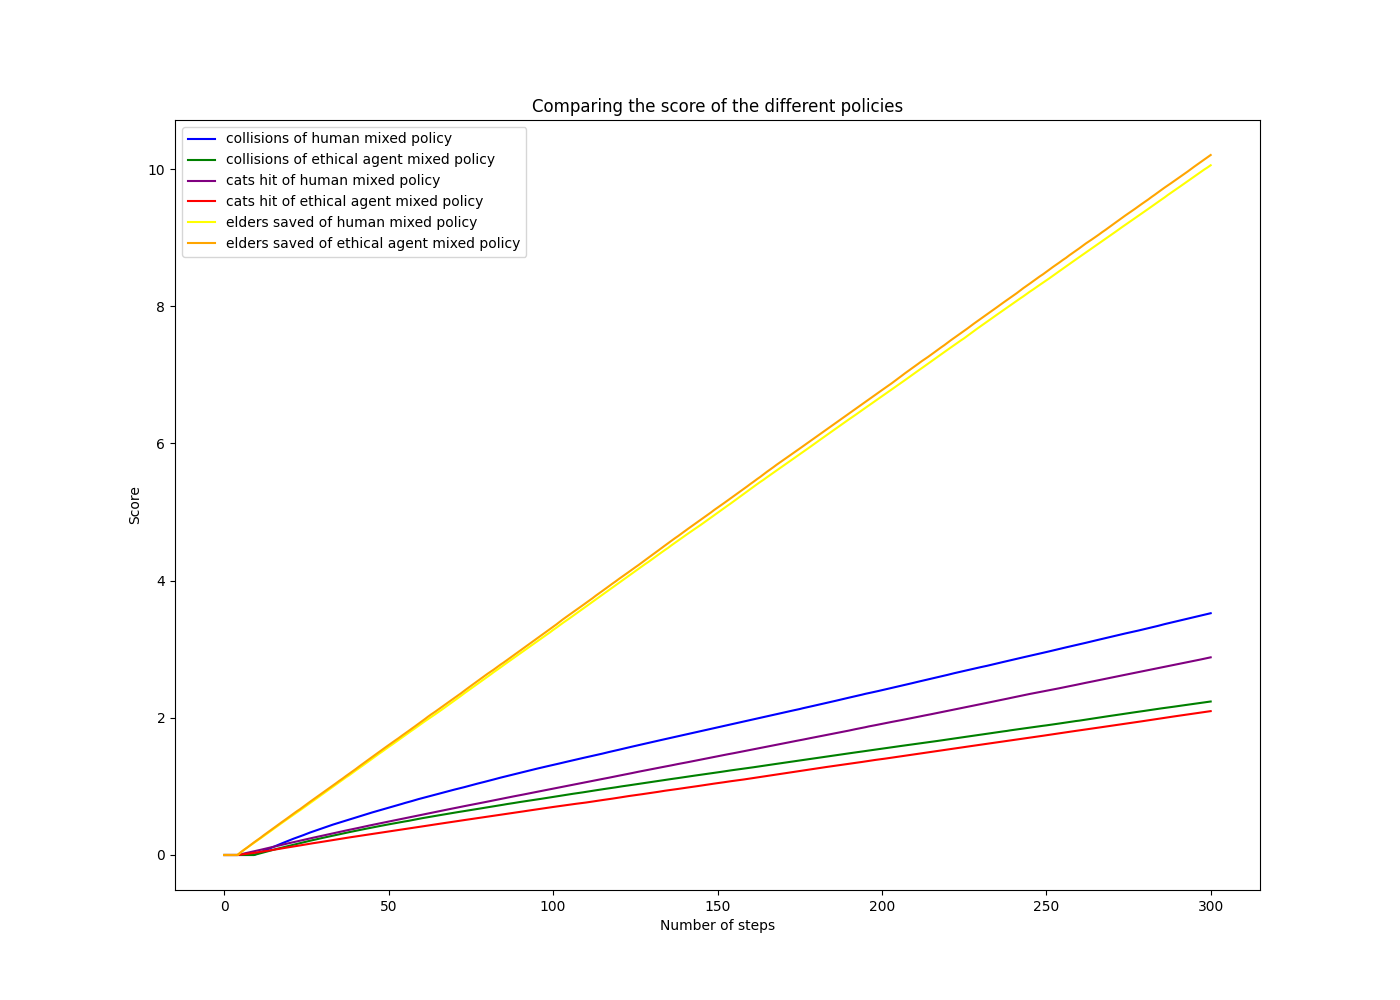 Comparing the score of the different policies
collisions of human mixed policy
collisions of ethical agent mixed policy
cats hit of human mixed policy
cats hit of ethical agent mixed policy
elders saved of human mixed policy
elders saved of ethical agent mixed policy
10
8
6
4
2
0
Score
0 50 100 150 200 250 300
Number of steps